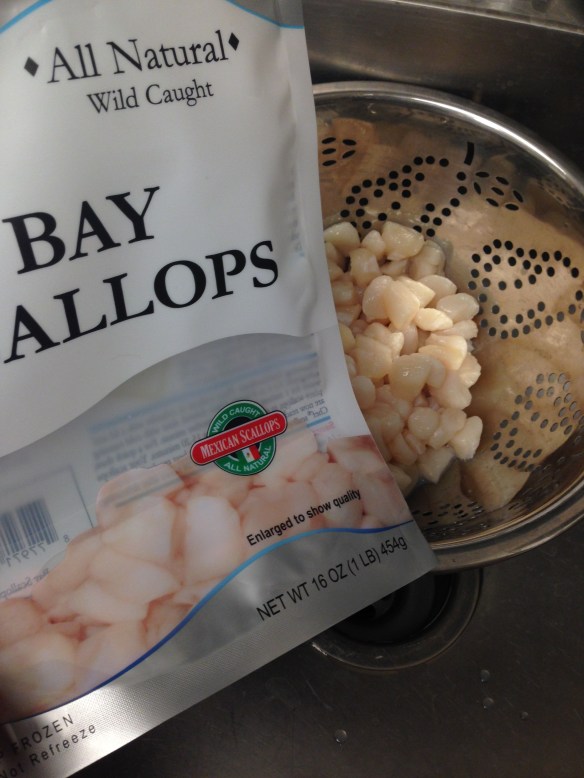 All Natural
Wild Caught
BAY
ALLOPS
WILD CAUGHT
MEXICAN SCALLOPS
ALL NATURAL
Enlarged to show quality
NET WT 16 OZ (1 LB) 454g
FROZEN
Not Refreeze